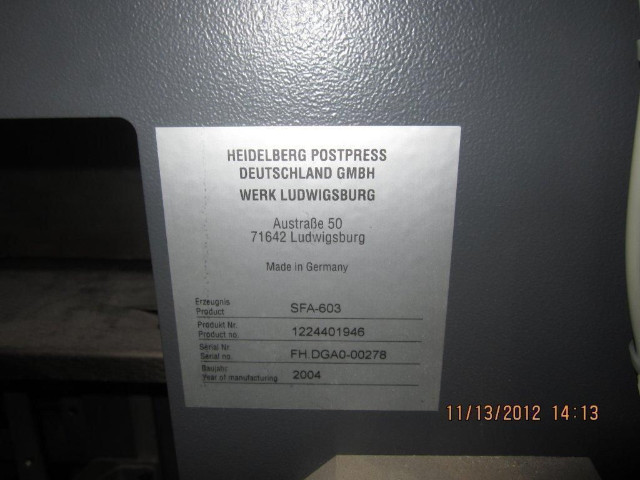 HEIDELBERG POSTPRESS
DEUTSCHLAND GMBH
WERK LUDWIGSBURG
Austraße 50
71642 Ludwigsburg
Made in Germany
Erzeugnis
Product SFA-603
Produkt Nr.
Product no. 1224401946
Serial Nr.
Serial no. FH.DGA0-00278
Baujahr
Year of manufacturing 2004
11/13/2012 14:13